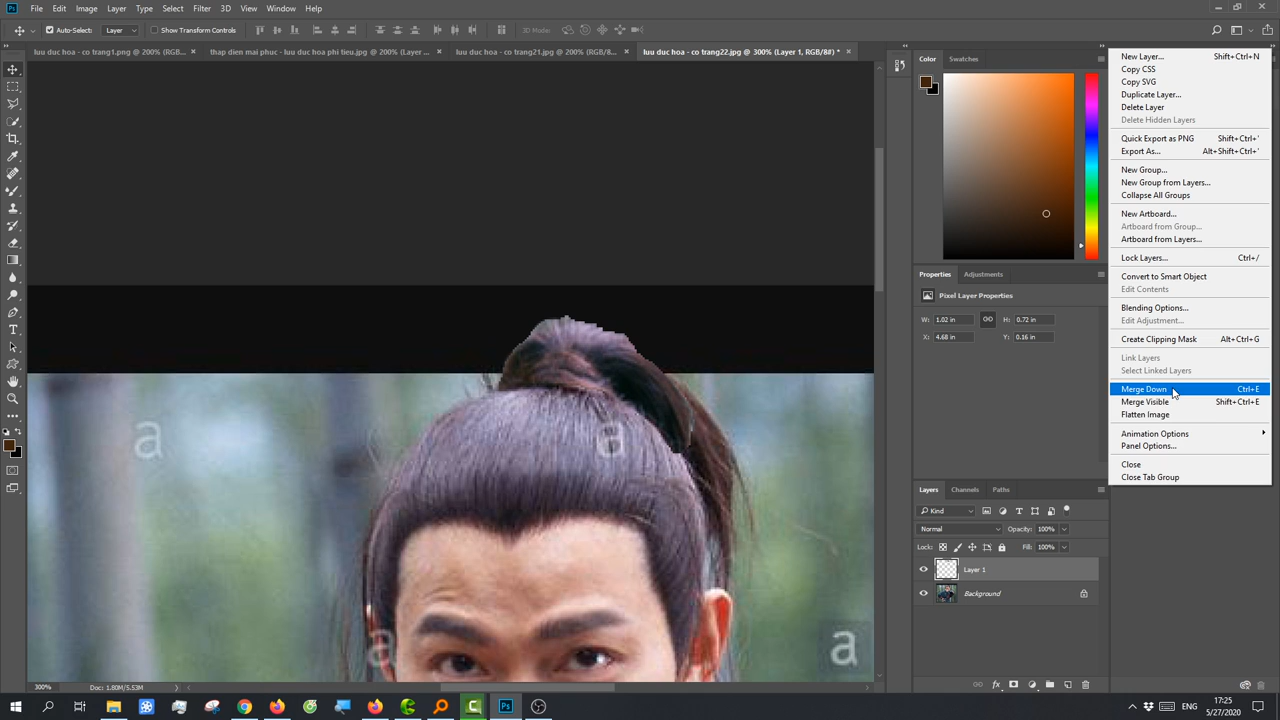 File Edit Image Layer Type Select Filter 3D View Window Help
Auto-Select: Layer Show Transform Controls 3D Mode:
luu duc hoa - co trang1.png @ 200% (RGB... × thap dien mai phuc - luu duc hoa phi tieu.jpg @ 200% (Layer ... × luu duc hoa - co trang21.jpg @ 200% (RGB/8... × luu duc hoa - co trang22.jpg @ 300% (Layer 1, RGB/8#) * ×
Color Swatches
Properties Adjustments
Pixel Layer Properties
W: 1.02 in H: 0.72 in
X: 4.68 in Y: 0.16 in
Layers Channels Paths
Kind
Normal Opacity: 100%
Lock: Fill: 100%
Layer 1
Background
New Layer... Shift+Ctrl+N
Copy CSS
Copy SVG
Duplicate Layer...
Delete Layer
Delete Hidden Layers
Quick Export as PNG Shift+Ctrl+'
Export As... Alt+Shift+Ctrl+'
New Group...
New Group from Layers...
Collapse All Groups
New Artboard...
Artboard from Group...
Artboard from Layers...
Lock Layers... Ctrl+/
Convert to Smart Object
Edit Contents
Blending Options...
Edit Adjustment...
Create Clipping Mask Alt+Ctrl+G
Link Layers
Select Linked Layers
Merge Down Ctrl+E
Merge Visible Shift+Ctrl+E
Flatten Image
Animation Options
Panel Options...
Close
Close Tab Group
a
a
a
a
300% Doc: 1.80M/5.53M
Ps
ENG
17:25
5/27/2020